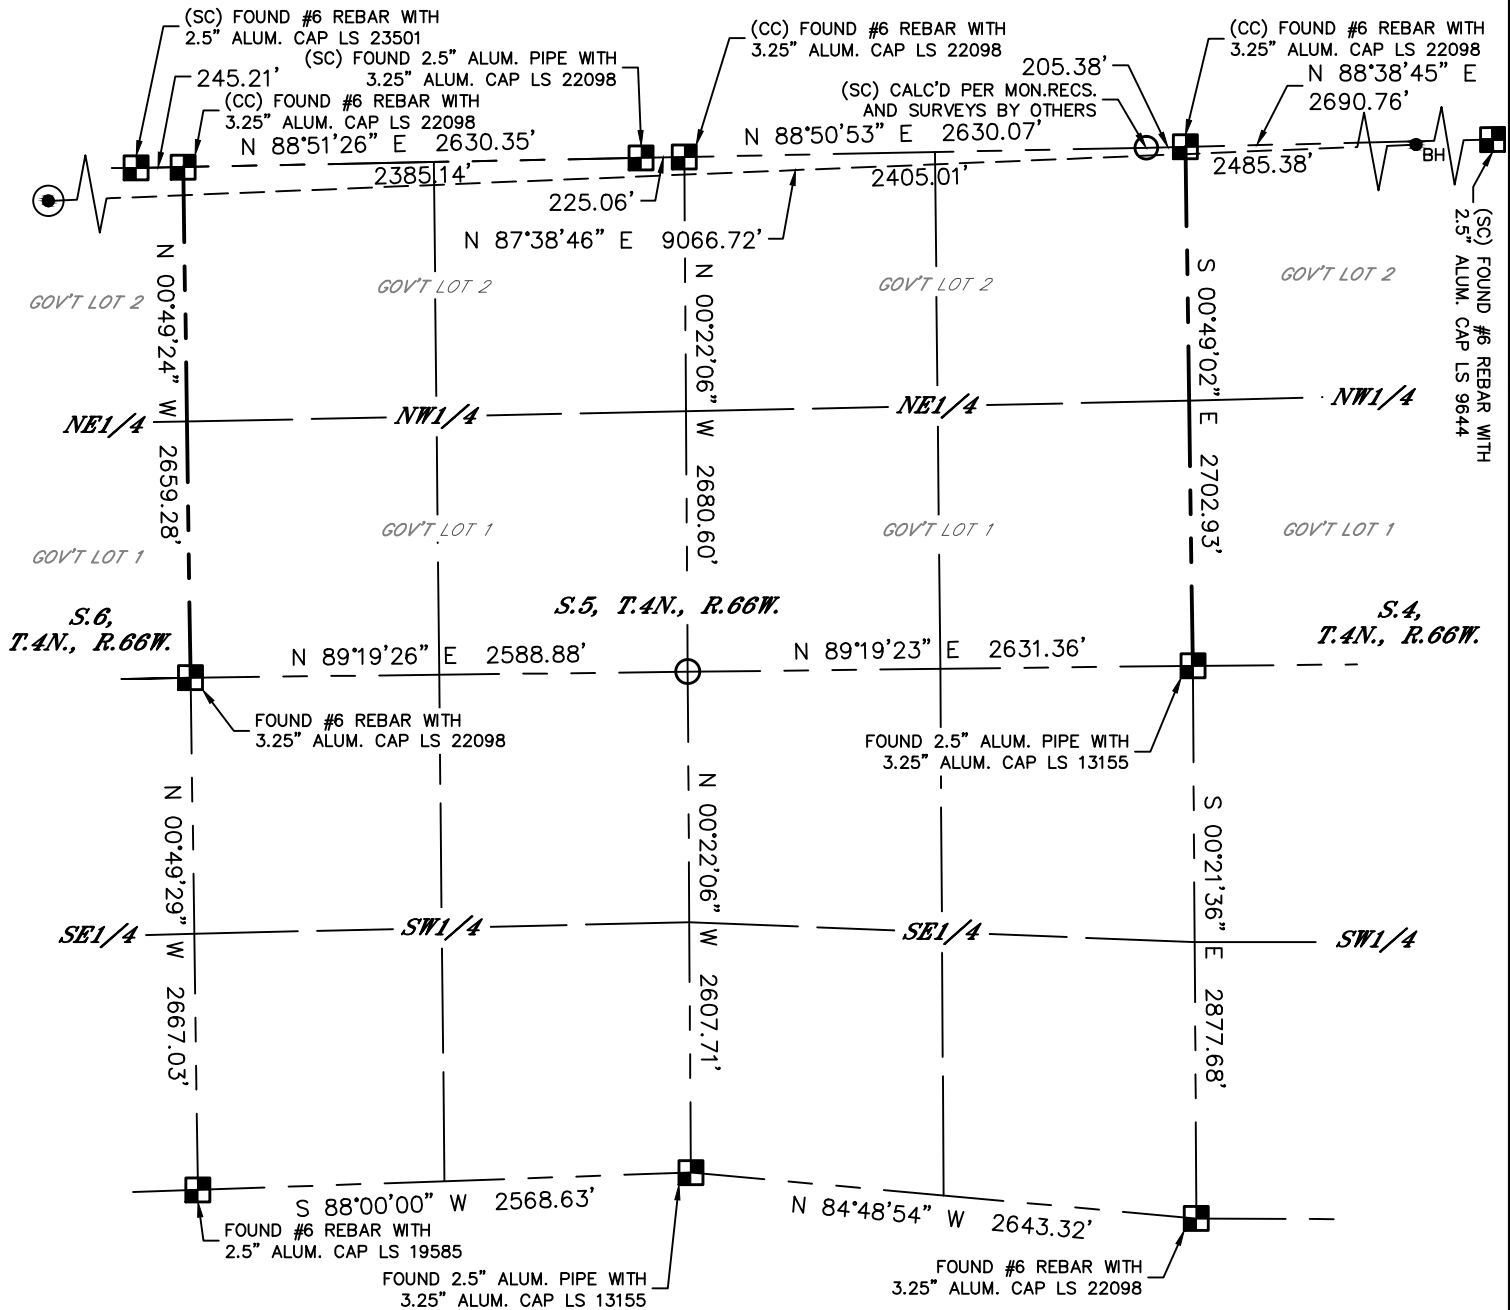 (SC) FOUND #6 REBAR WITH
2.5" ALUM. CAP LS 23501
245.21'
(SC) FOUND 2.5" ALUM. PIPE WITH
3.25" ALUM. CAP LS 22098
(CC) FOUND #6 REBAR WITH
3.25" ALUM. CAP LS 22098
(CC) FOUND #6 REBAR WITH
3.25" ALUM. CAP LS 22098
205.38'
(SC) CALC'D PER MON.RECS.
AND SURVEYS BY OTHERS
(CC) FOUND #6 REBAR WITH
3.25" ALUM. CAP LS 22098
N 88°38'45" E
2690.76'
N 88°51'26" E 2630.35'
N 88°50'53" E 2630.07'
2385.14'
2405.01'
2485.38'
BH
225.06'
N 87°38'46" E 9066.72'
(SC) FOUND #6 REBAR WITH
2.5" ALUM. CAP LS 9644
GOV'T LOT 2
N 00°49'24" W 2659.28'
GOV'T LOT 2
N 00°22'06" W 2680.60'
GOV'T LOT 2
S 00°49'02" E 2702.93'
GOV'T LOT 2
NE1/4
NW1/4
NE1/4
NW1/4
GOV'T LOT 1
GOV'T LOT 1
GOV'T LOT 1
GOV'T LOT 1
S.6,
T.4N., R.66W.
S.5, T.4N., R.66W.
S.4,
T.4N., R.66W.
N 89°19'26" E 2588.88'
N 89°19'23" E 2631.36'
FOUND #6 REBAR WITH
3.25" ALUM. CAP LS 22098
FOUND 2.5" ALUM. PIPE WITH
3.25" ALUM. CAP LS 13155
N 00°49'29" W 2667.03'
N 00°22'06" W 2607.71'
S 00°21'36" E 2877.68'
SE1/4
SW1/4
SE1/4
SW1/4
S 88°00'00" W 2568.63'
N 84°48'54" W 2643.32'
FOUND #6 REBAR WITH
2.5" ALUM. CAP LS 19585
FOUND 2.5" ALUM. PIPE WITH
3.25" ALUM. CAP LS 13155
FOUND #6 REBAR WITH
3.25" ALUM. CAP LS 22098